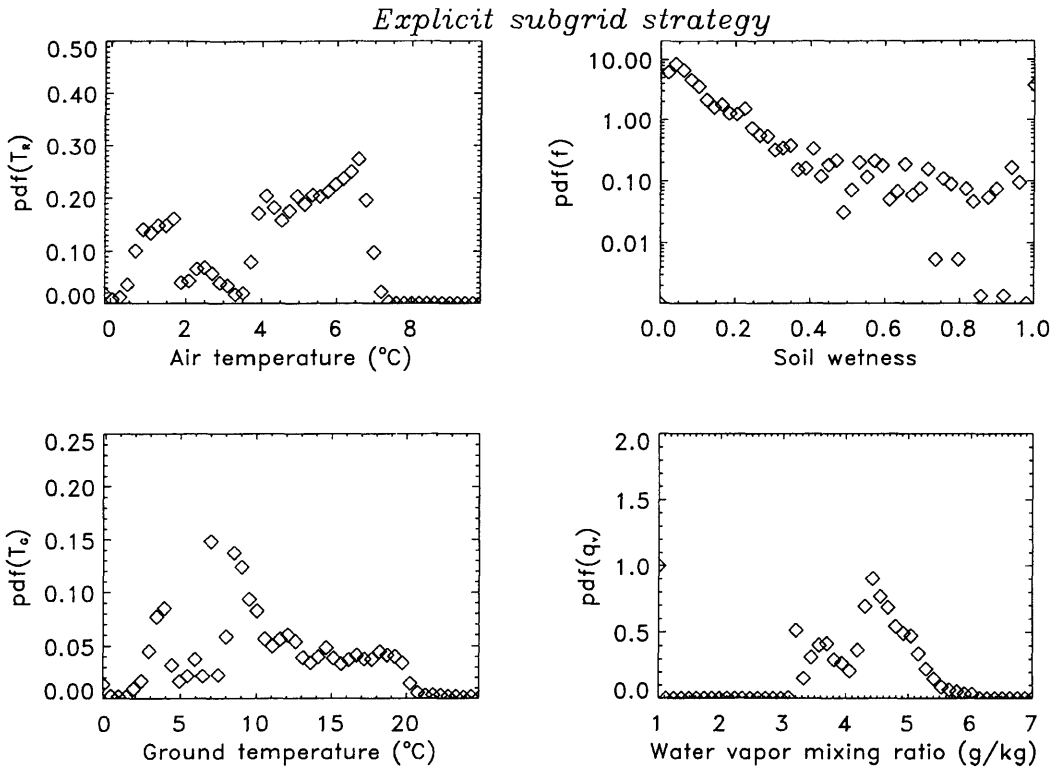 Explicit subgrid strategy
pdf(T_R)
0.50
0.40
0.30
0.20
0.10
0.00
0 2 4 6 8
Air temperature (°C)
pdf(f)
10.00
1.00
0.10
0.01
0.0 0.2 0.4 0.6 0.8 1.0
Soil wetness
pdf(T_G)
0.25
0.20
0.15
0.10
0.05
0.00
0 5 10 15 20
Ground temperature (°C)
pdf(q_v)
2.0
1.5
1.0
0.5
0.0
1 2 3 4 5 6 7
Water vapor mixing ratio (g/kg)